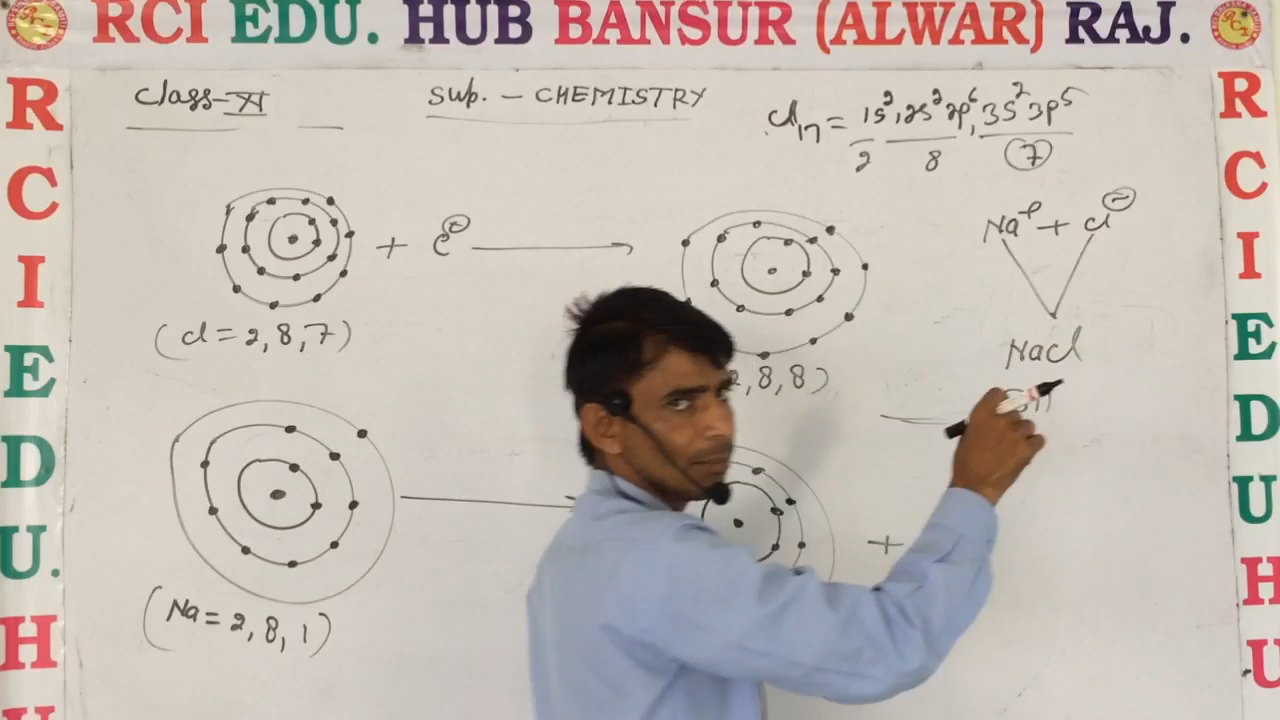 RCI EDU. HUB BANSUR (ALWAR) RAJ.
R
C
I
E
D
U.
H
R
C
I
E
D
U
H
U
Class-XI
Sub. - CHEMISTRY
Cl17 = 1s², 2s² 2p⁶, 3s² 3p⁵
2 8 7
+ e⊖
Na⁺ + Cl⊖
NaCl
(Cl = 2, 8, 7)
2, 8, 8)
+
(Na = 2, 8, 1)